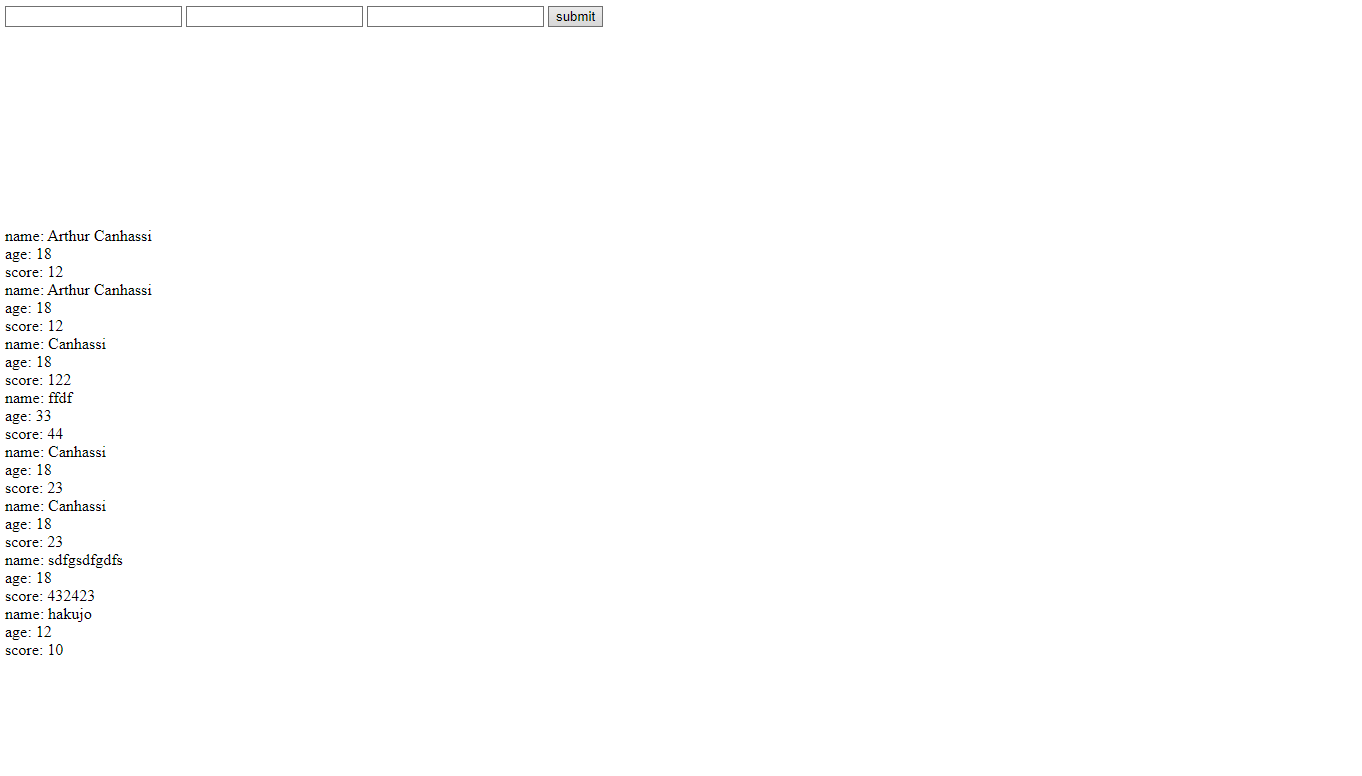 submit
name: Arthur Canhassi
age: 18
score: 12
name: Arthur Canhassi
age: 18
score: 12
name: Canhassi
age: 18
score: 122
name: ffdf
age: 33
score: 44
name: Canhassi
age: 18
score: 23
name: Canhassi
age: 18
score: 23
name: sdfgsdfgdfs
age: 18
score: 432423
name: hakujo
age: 12
score: 10